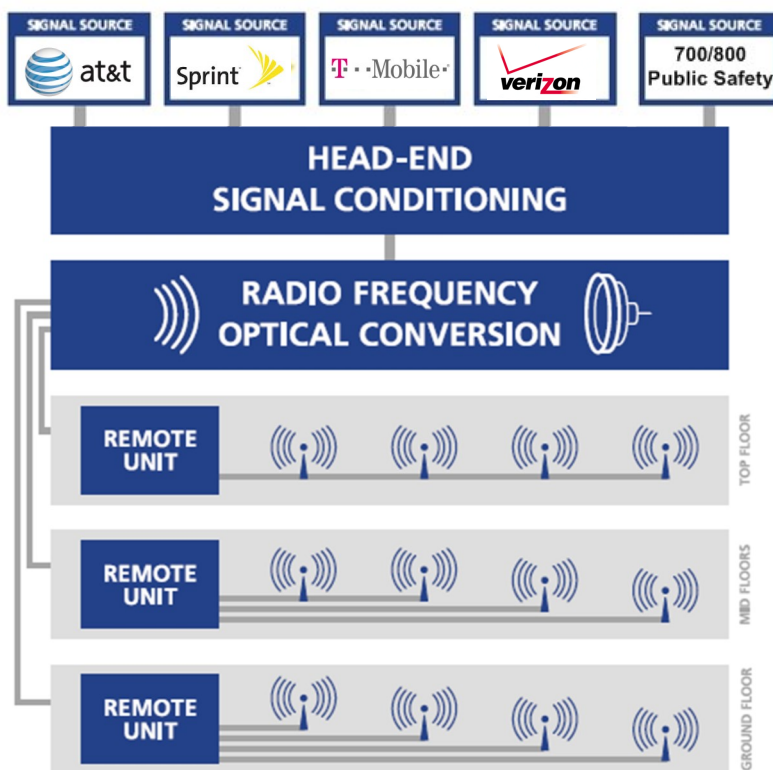 SIGNAL SOURCE
at&t
SIGNAL SOURCE
Sprint
SIGNAL SOURCE
T··Mobile·
SIGNAL SOURCE
verizon
SIGNAL SOURCE
700/800
Public Safety
HEAD-END
SIGNAL CONDITIONING
RADIO FREQUENCY
OPTICAL CONVERSION
REMOTE
UNIT
TOP FLOOR
REMOTE
UNIT
MID FLOORS
REMOTE
UNIT
GROUND FLOOR